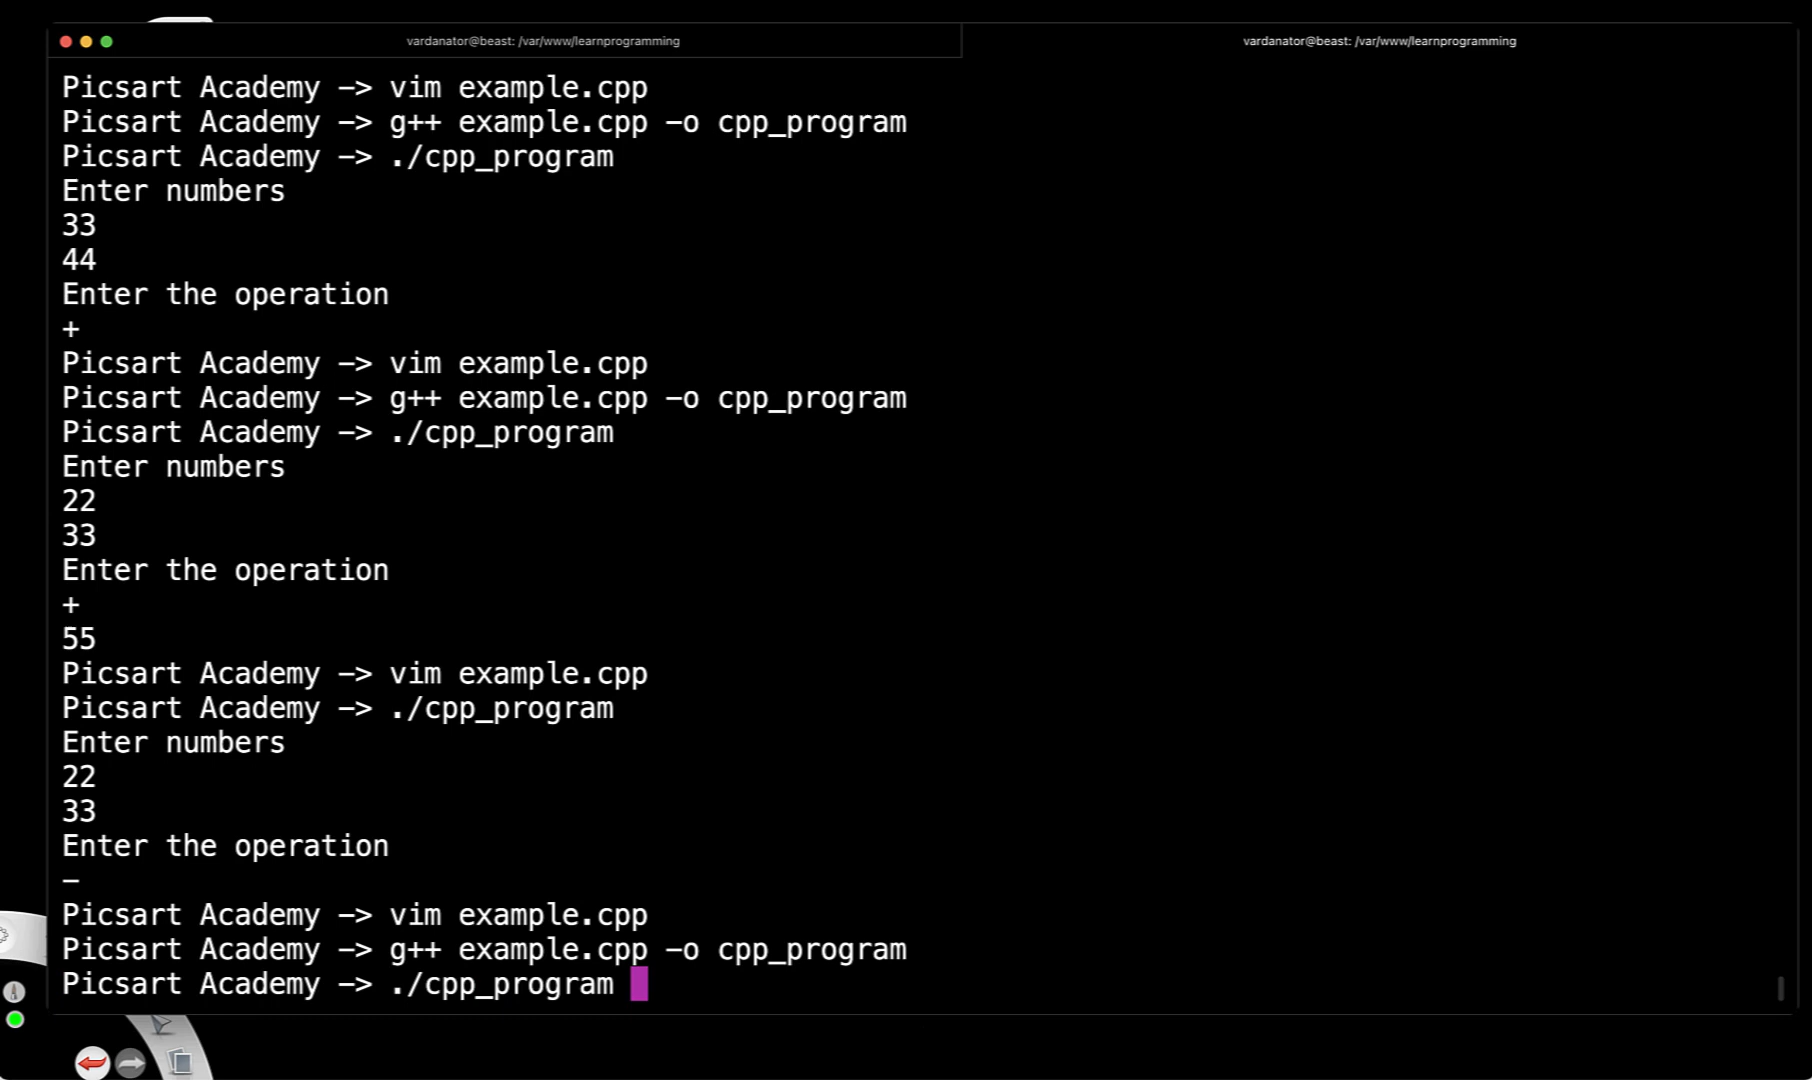 vardanator@beast: /var/www/learnprogramming
vardanator@beast: /var/www/learnprogramming
Picsart Academy -> vim example.cpp
Picsart Academy -> g++ example.cpp -o cpp_program
Picsart Academy -> ./cpp_program
Enter numbers
33
44
Enter the operation
+
Picsart Academy -> vim example.cpp
Picsart Academy -> g++ example.cpp -o cpp_program
Picsart Academy -> ./cpp_program
Enter numbers
22
33
Enter the operation
+
55
Picsart Academy -> vim example.cpp
Picsart Academy -> ./cpp_program
Enter numbers
22
33
Enter the operation
-
Picsart Academy -> vim example.cpp
Picsart Academy -> g++ example.cpp -o cpp_program
Picsart Academy -> ./cpp_program